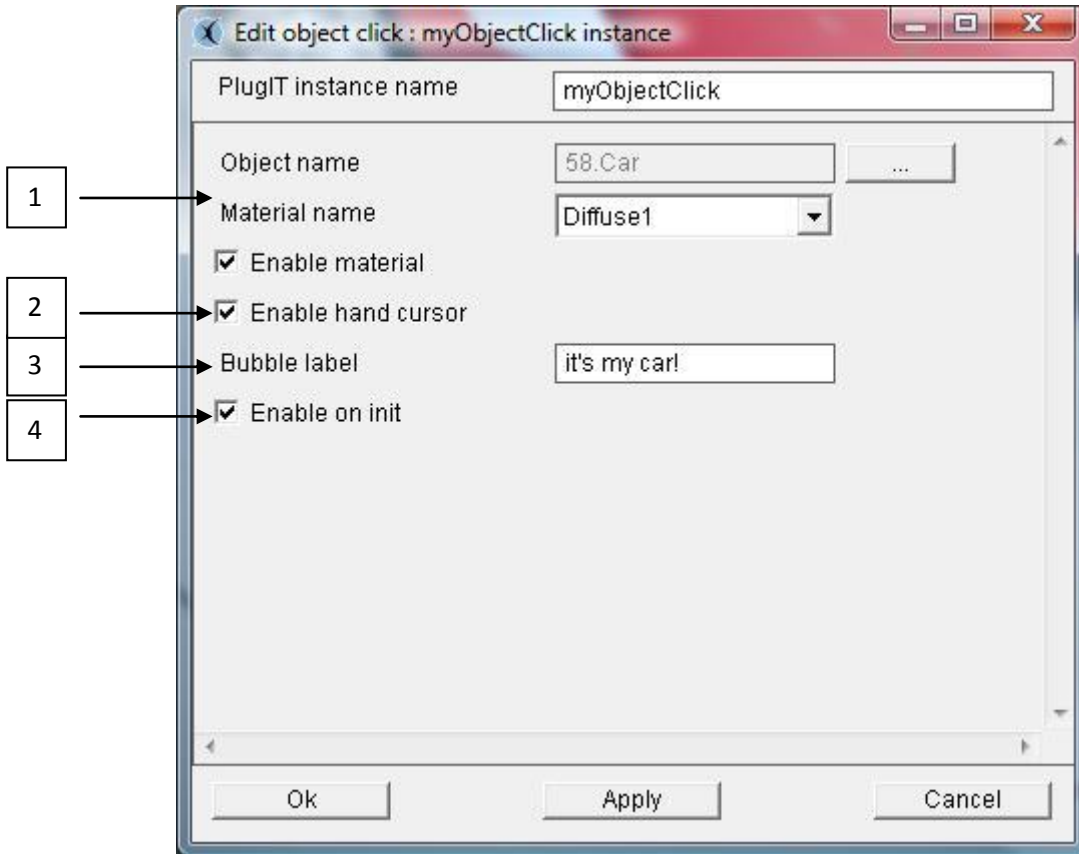 Edit object click : myObjectClick instance
PlugIT instance name myObjectClick
Object name 58.Car ...
1
Material name Diffuse1
Enable material
2 Enable hand cursor
3 Bubble label it's my car!
4 Enable on init
Ok Apply Cancel